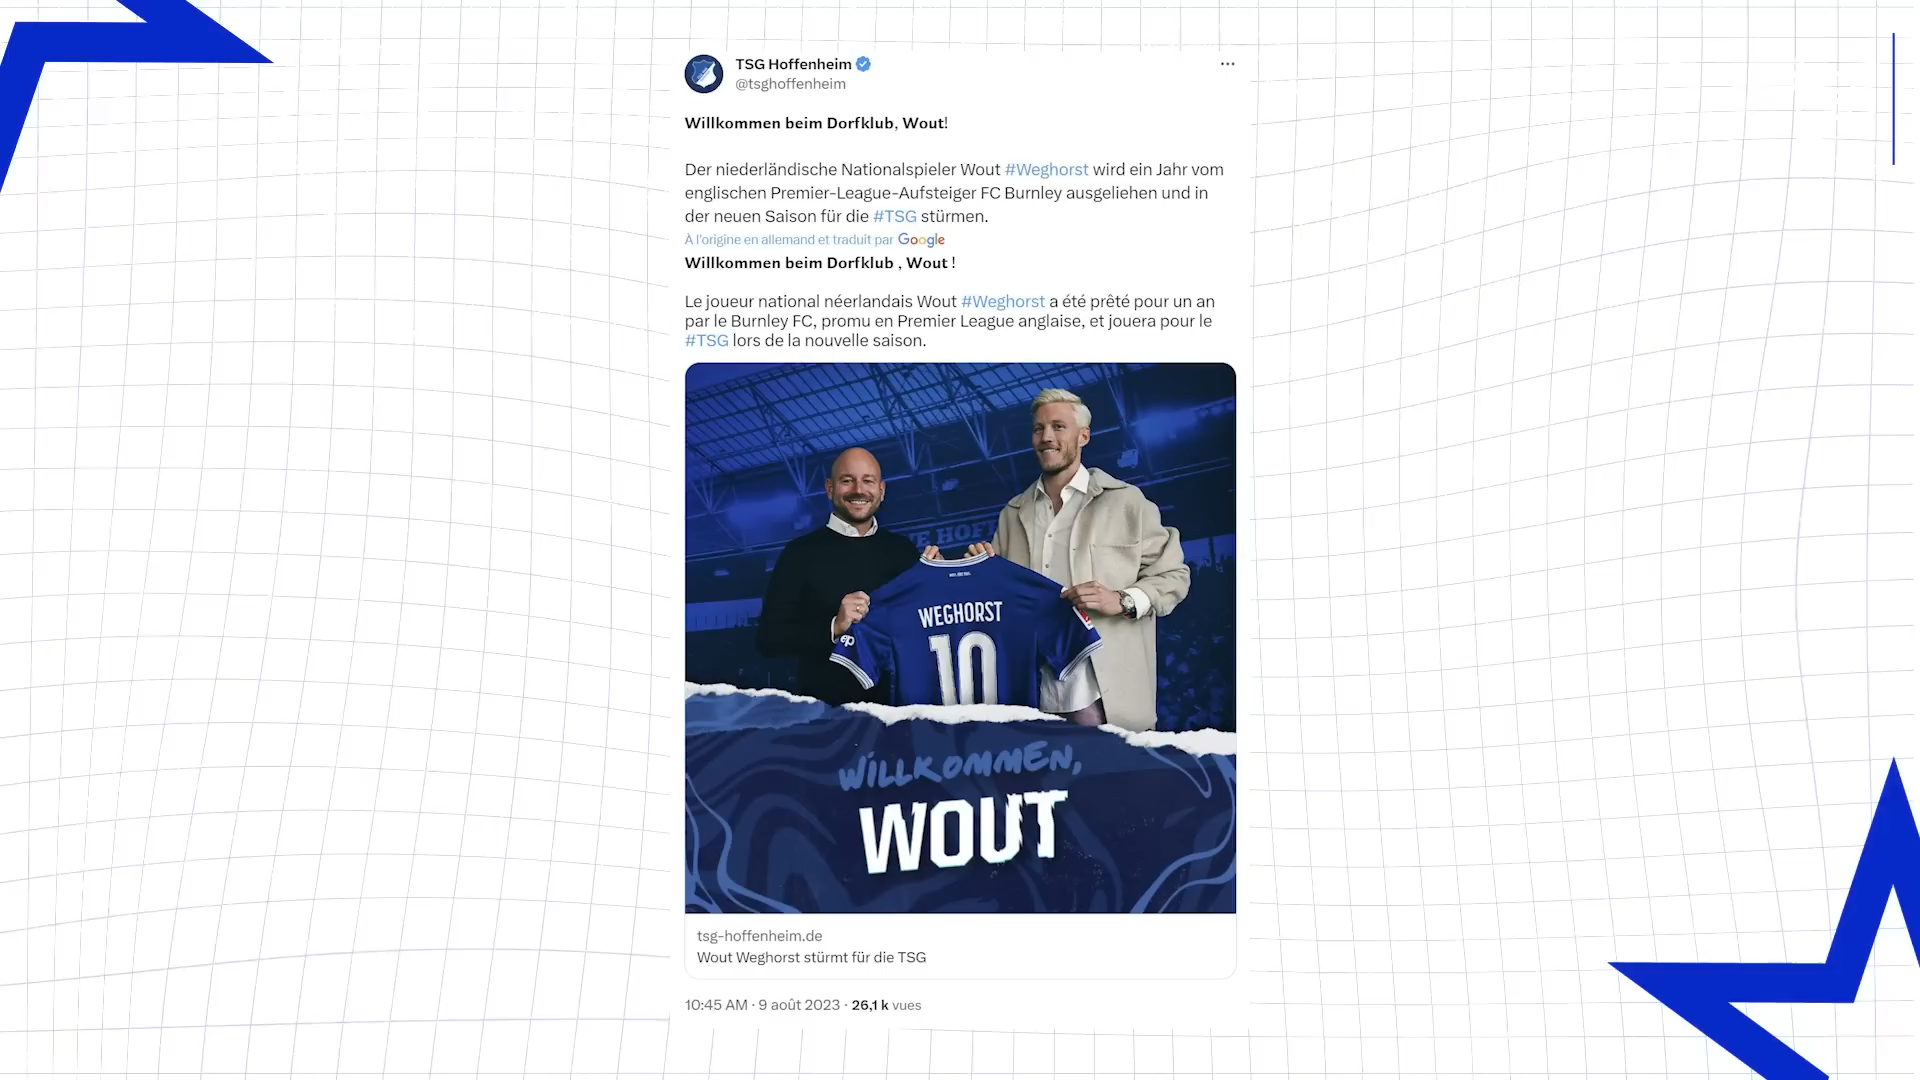 TSG Hoffenheim
@tsghoffenheim
Willkommen beim Dorfklub, Wout!
Der niederländische Nationalspieler Wout #Weghorst wird ein Jahr vom
englischen Premier-League-Aufsteiger FC Burnley ausgeliehen und in
der neuen Saison für die #TSG stürmen.
À l'origine en allemand et traduit par Google
Willkommen beim Dorfklub , Wout !
Le joueur national néerlandais Wout #Weghorst a été prêté pour un an
par le Burnley FC, promu en Premier League anglaise, et jouera pour le
#TSG lors de la nouvelle saison.
WEGHORST
10
ep
WILLKOMMEN,
WOUT
tsg-hoffenheim.de
Wout Weghorst stürmt für die TSG
10:45 AM · 9 août 2023 · 26,1 k vues